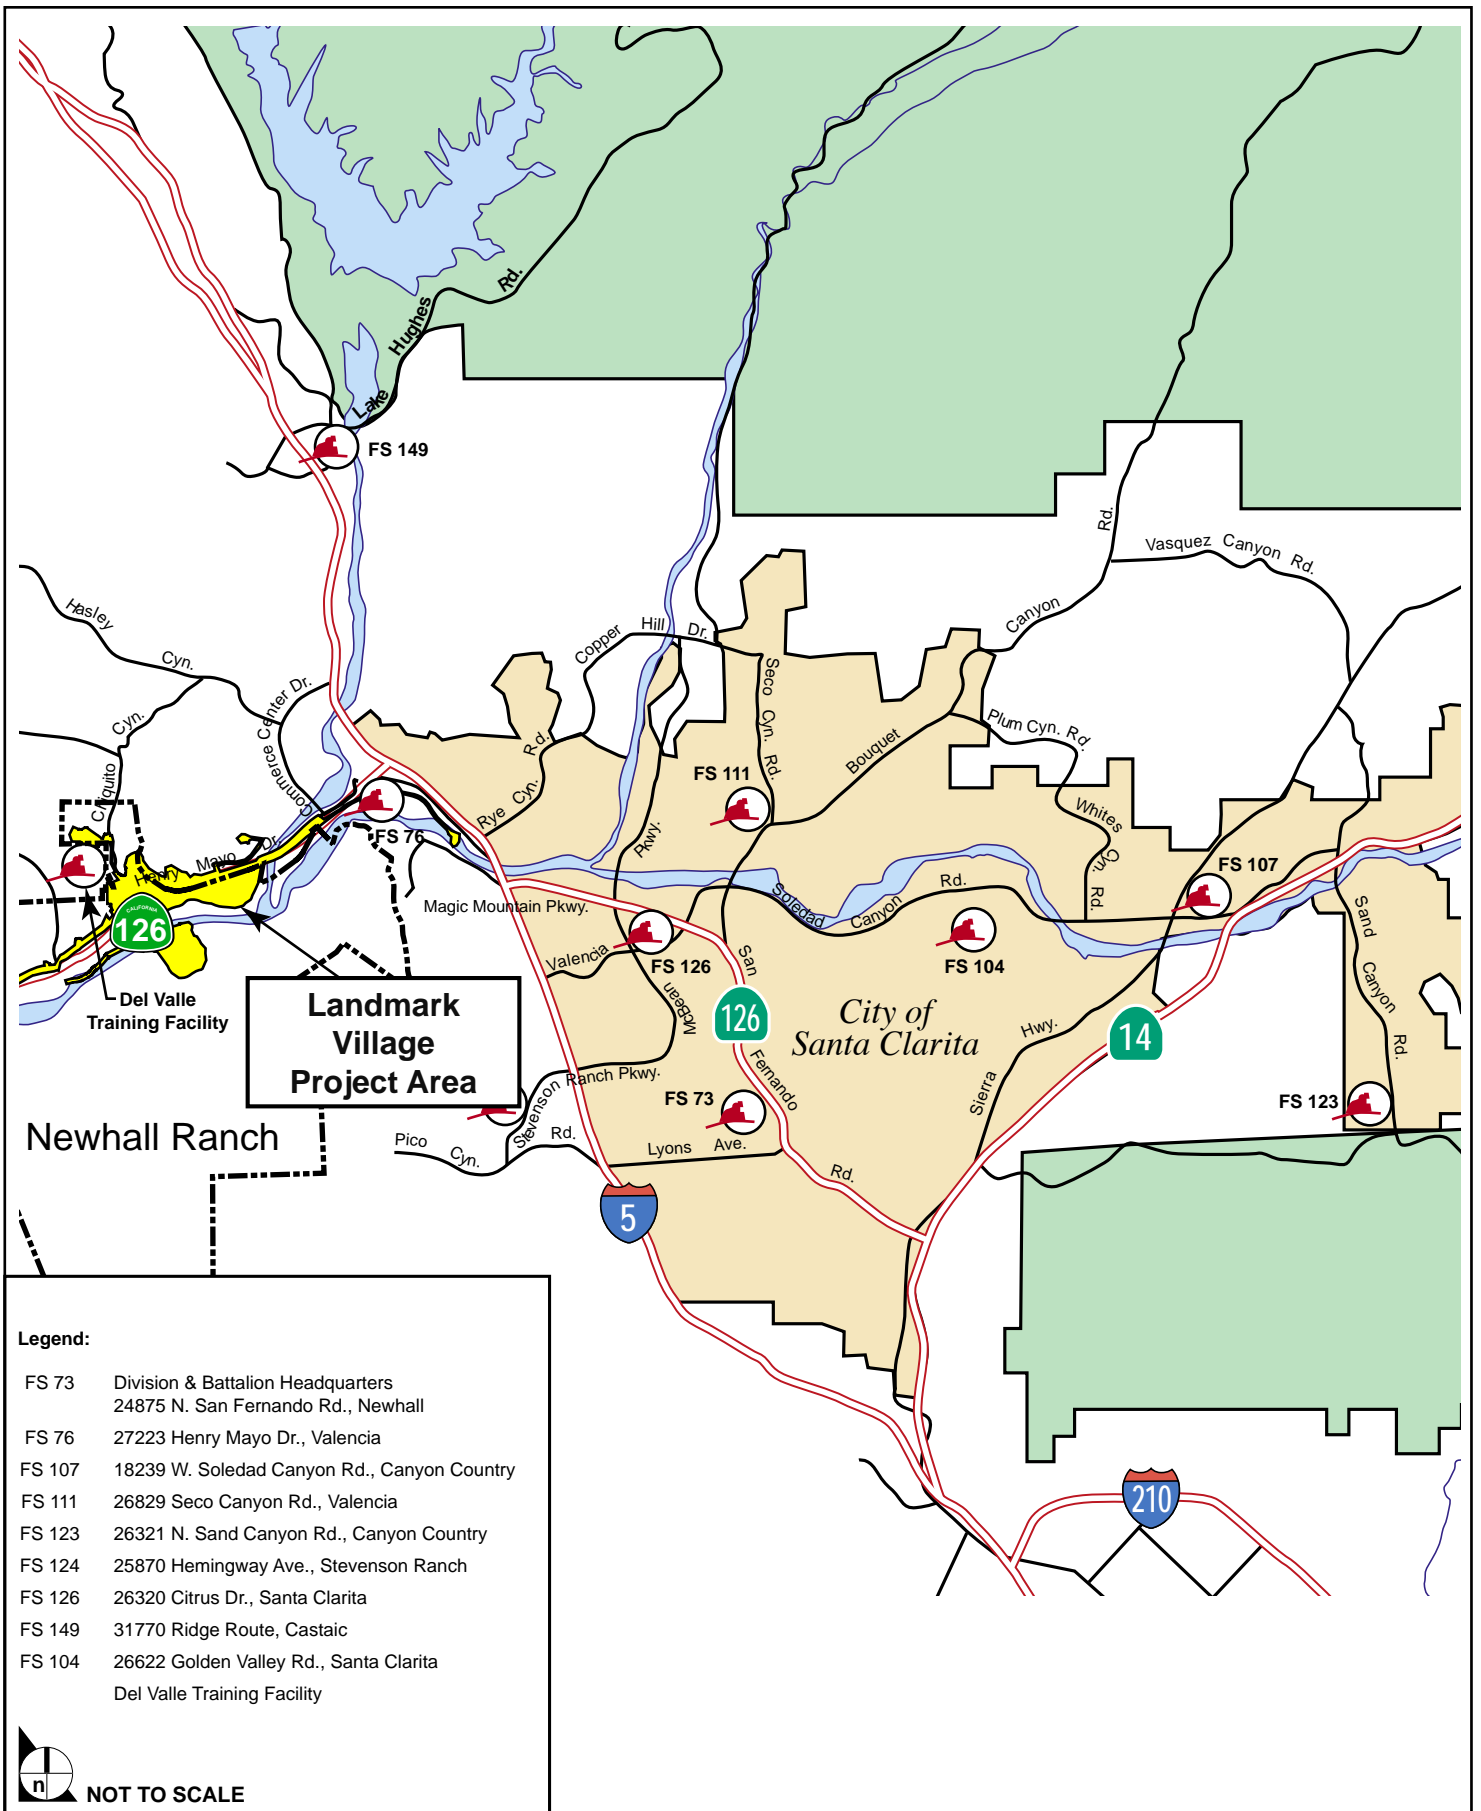 Lake
Hughes
Rd.
FS 149
Rd.
Vasquez Canyon Rd.
Canyon
Hasley
Cyn.
Copper
Hill Dr.
Seco
Cyn.
Rd.
Cyn.
Commerce Center Dr.
Plum Cyn. Rd.
Bouquet
Rd.
Cyn.
Rye
FS 111
Chiquito
Whites
Cyn.
Rd.
FS 76
Pkwy.
Henry
Mayo
Dr.
FS 107
Magic Mountain Pkwy.
Soledad
Canyon
Rd.
Sand
Canyon
Rd.
CALIFORNIA
126
Valencia
FS 126
San
FS 104
McBean
Del Valle
Training Facility
Landmark
Village
Project Area
126
City of
Santa Clarita
Hwy.
14
Sierra
Fernando
Stevenson Ranch Pkwy.
FS 73
FS 123
Newhall Ranch
Pico
Cyn.
Rd.
Lyons Ave.
Rd.
5
210
Legend:
FS 73 Division & Battalion Headquarters
24875 N. San Fernando Rd., Newhall
FS 76 27223 Henry Mayo Dr., Valencia
FS 107 18239 W. Soledad Canyon Rd., Canyon Country
FS 111 26829 Seco Canyon Rd., Valencia
FS 123 26321 N. Sand Canyon Rd., Canyon Country
FS 124 25870 Hemingway Ave., Stevenson Ranch
FS 126 26320 Citrus Dr., Santa Clarita
FS 149 31770 Ridge Route, Castaic
FS 104 26622 Golden Valley Rd., Santa Clarita
Del Valle Training Facility
n
NOT TO SCALE